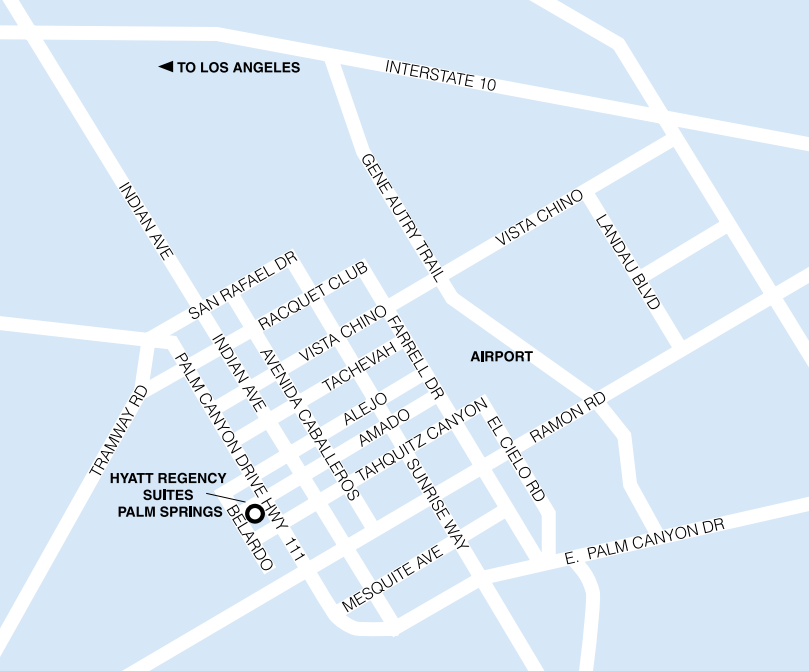 ◄ TO LOS ANGELES
INTERSTATE 10
GENE AUTRY TRAIL
INDIAN AVE
VISTA CHINO
LANDAU BLVD
SAN RAFAEL DR
RACQUET CLUB
VISTA CHINO
FARRELL DR
INDIAN AVE
AVENIDA CABALLEROS
TACHEVAH
AIRPORT
PALM CANYON DRIVE HWY 111
TRAMWAY RD
ALEJO
AMADO
TAHQUITZ CANYON
EL CIELO RD
RAMON RD
SUNRISE WAY
HYATT REGENCY
SUITES
PALM SPRINGS
BELARDO
MESQUITE AVE
E. PALM CANYON DR